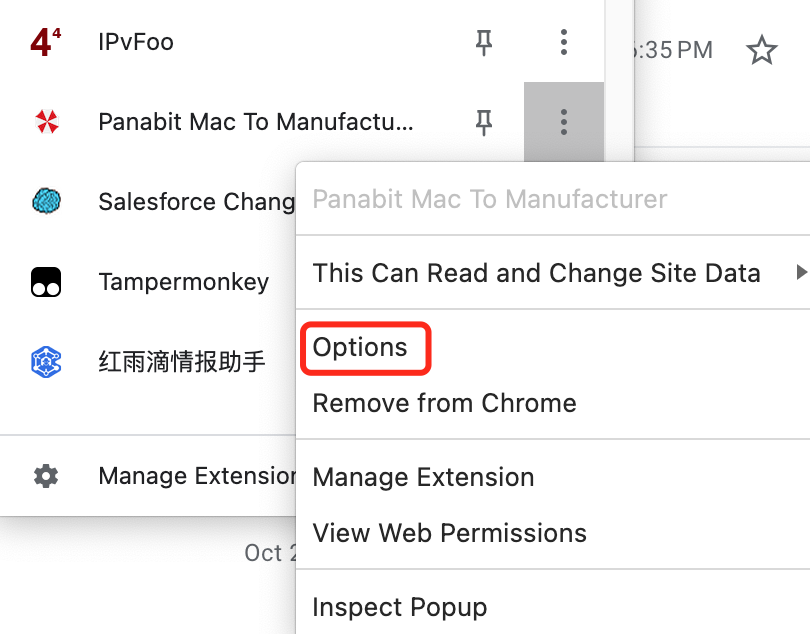 4⁴ IPvFoo
:35 PM
Panabit Mac To Manufactu...
Salesforce Chang
Tampermonkey
红雨滴情报助手
Manage Extension
Oct 2
Panabit Mac To Manufacturer
This Can Read and Change Site Data
Options
Remove from Chrome
Manage Extension
View Web Permissions
Inspect Popup